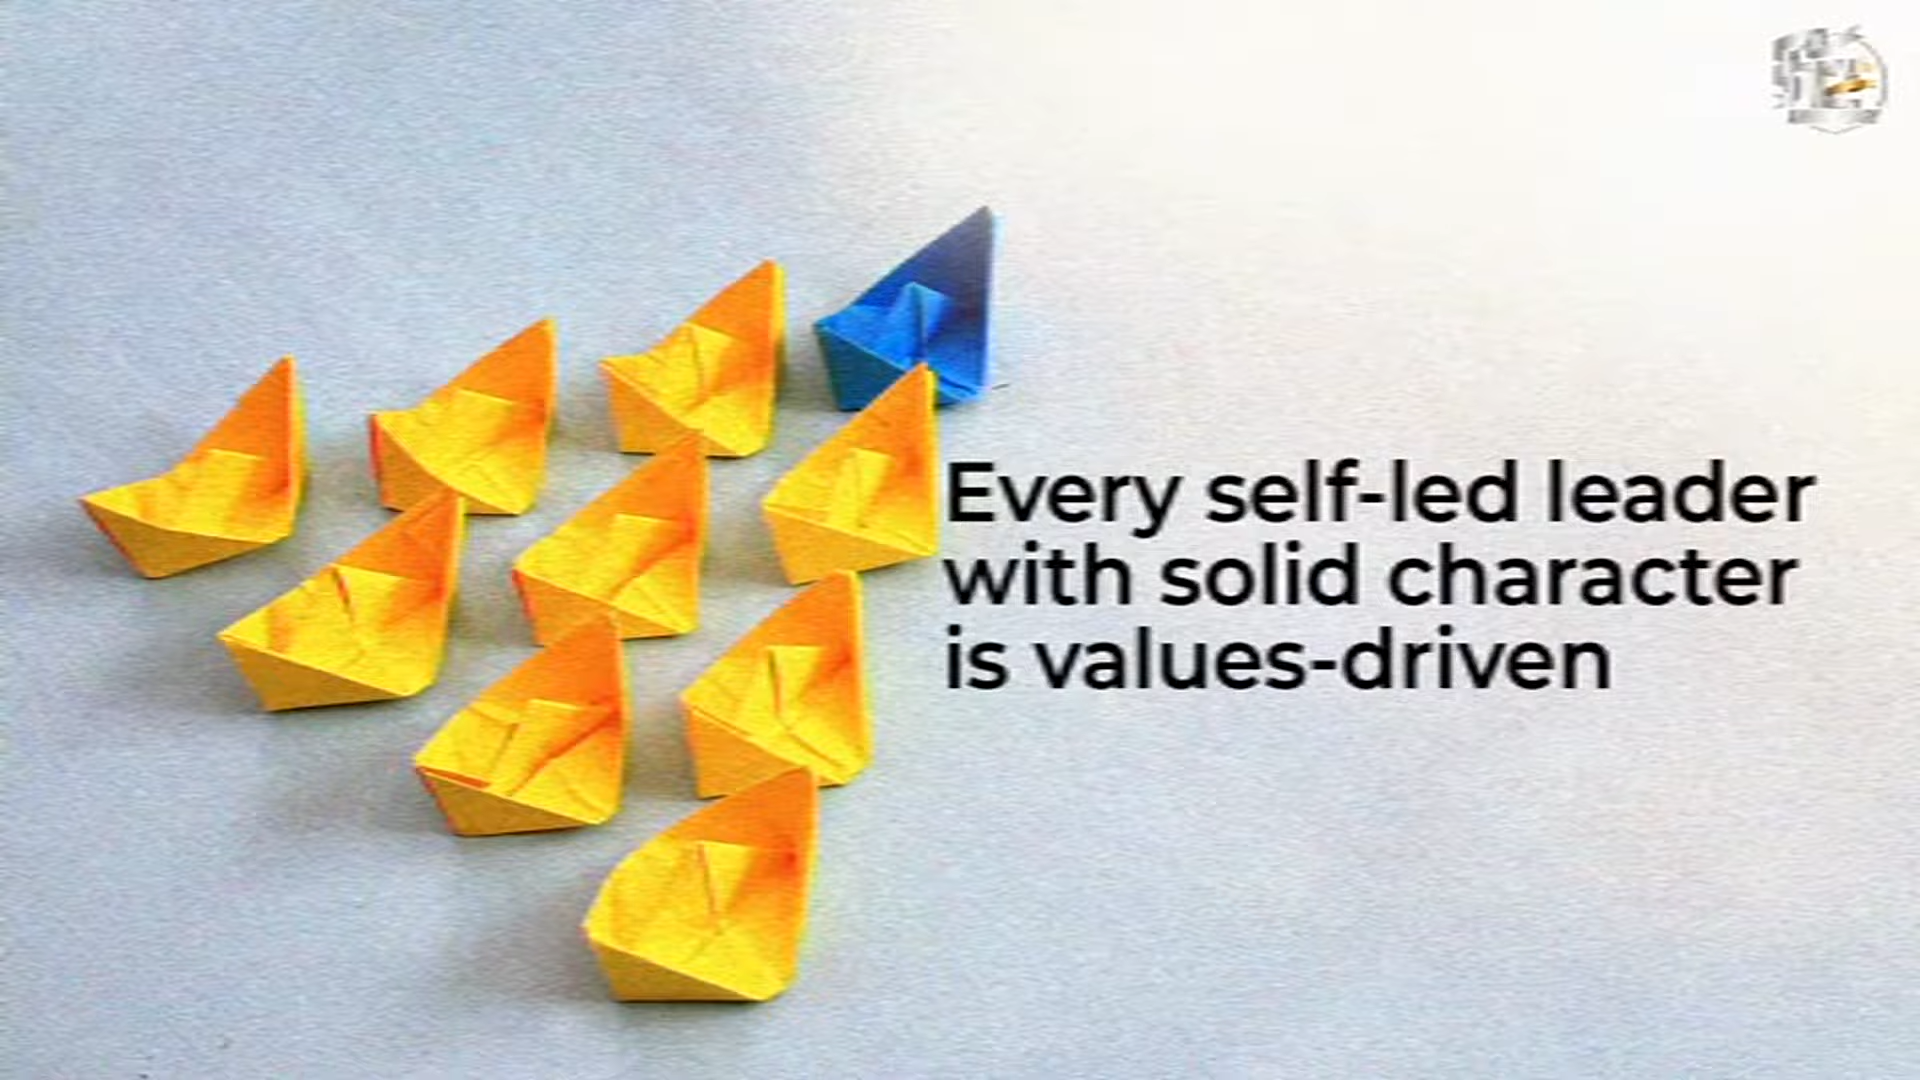 Every self-led leader
with solid character
is values-driven